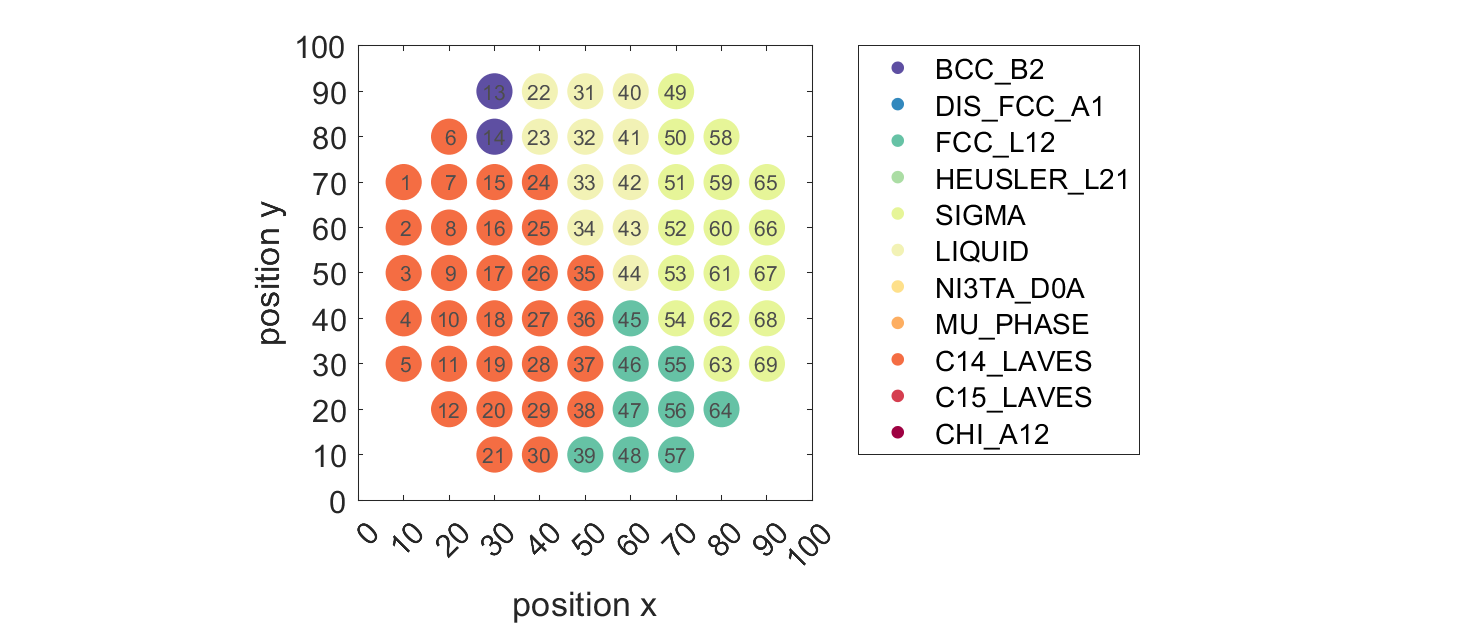 100
90
80
70
60
50
40
30
20
10
0
position y
13 22 31 40 49
6 14 23 32 41 50 58
1 7 15 24 33 42 51 59 65
2 8 16 25 34 43 52 60 66
3 9 17 26 35 44 53 61 67
4 10 18 27 36 45 54 62 68
5 11 19 28 37 46 55 63 69
12 20 29 38 47 56 64
21 30 39 48 57
0 10 20 30 40 50 60 70 80 90 100
position x
BCC_B2
DIS_FCC_A1
FCC_L12
HEUSLER_L21
SIGMA
LIQUID
NI3TA_D0A
MU_PHASE
C14_LAVES
C15_LAVES
CHI_A12